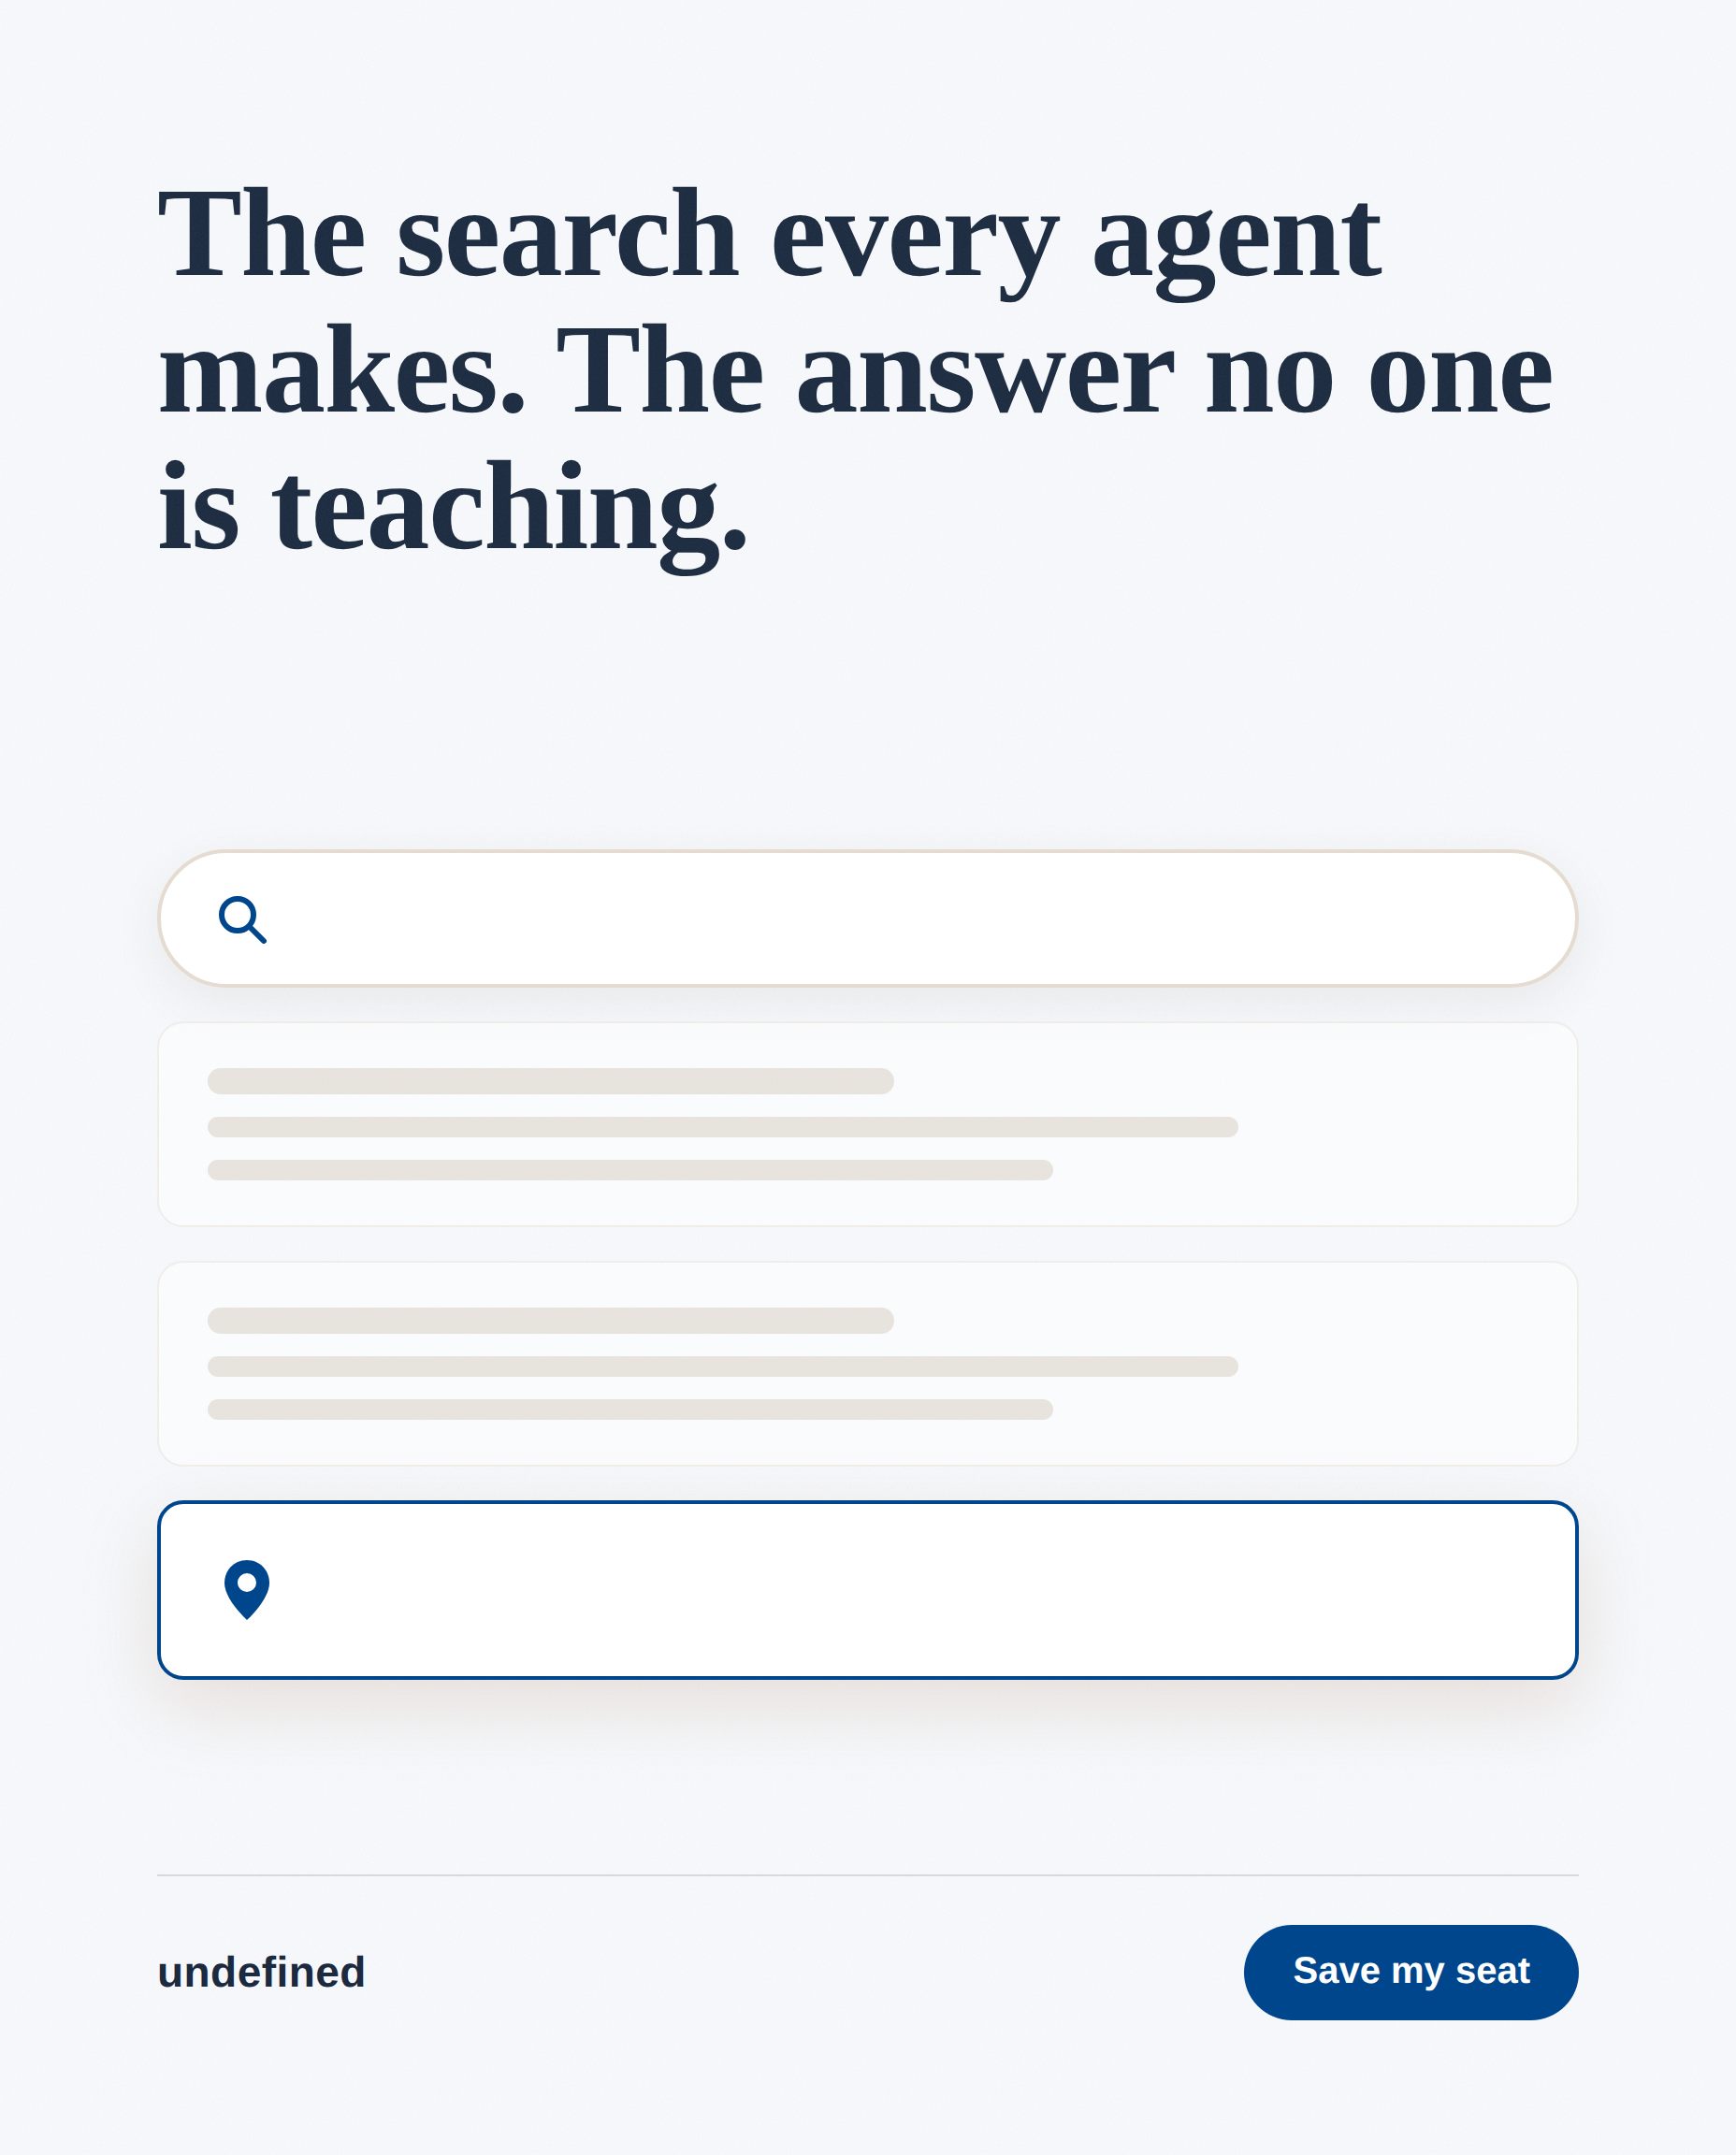 The search every agent
makes. The answer no one
is teaching.
undefined
Save my seat